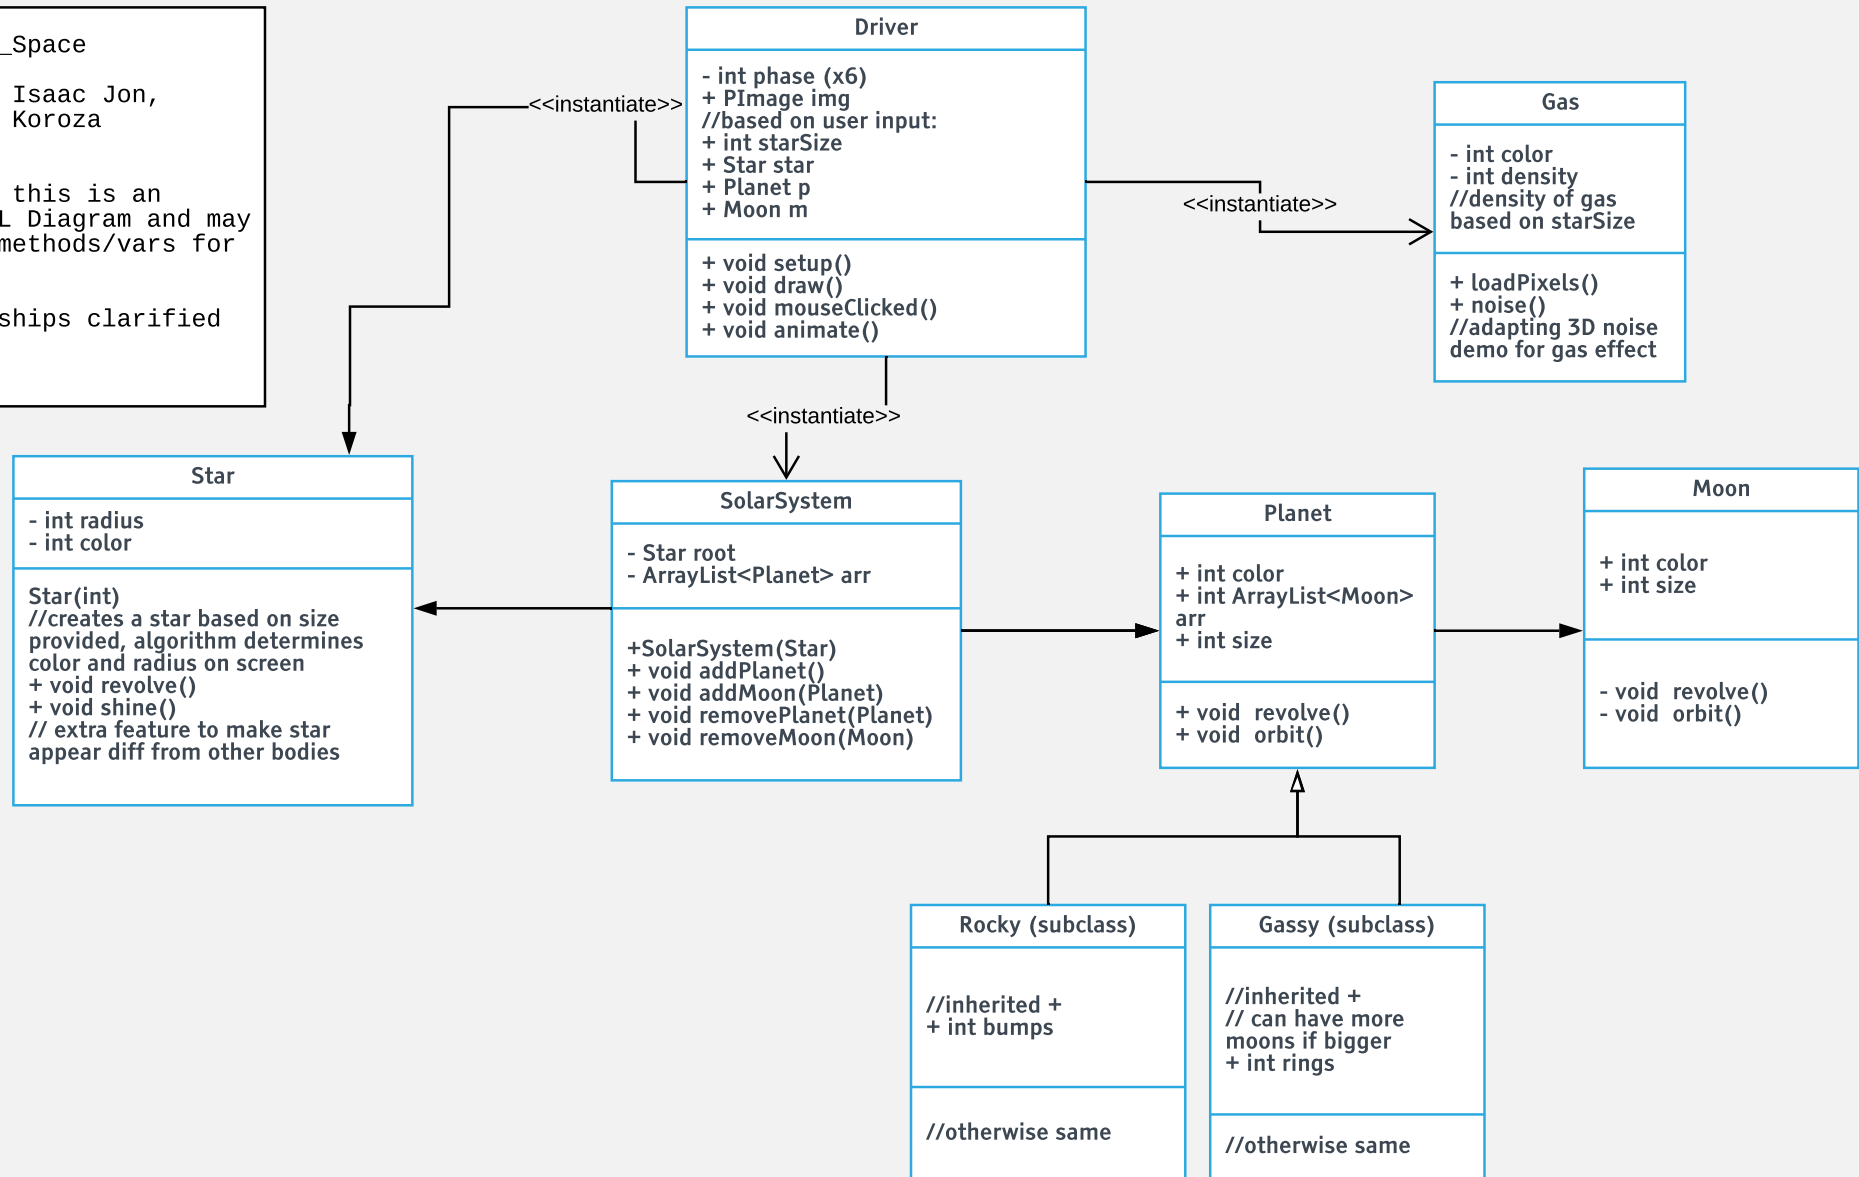 _Space
Isaac Jon,
Koroza
this is an
L Diagram and may
methods/vars for
ships clarified
Driver
- int phase (x6)
+ PImage img
//based on user input:
+ int starSize
+ Star star
+ Planet p
+ Moon m
+ void setup()
+ void draw()
+ void mouseClicked()
+ void animate()
<<instantiate>>
<<instantiate>>
<<instantiate>>
Gas
- int color
- int density
//density of gas
based on starSize
+ loadPixels()
+ noise()
//adapting 3D noise
demo for gas effect
Star
- int radius
- int color
Star(int)
//creates a star based on size
provided, algorithm determines
color and radius on screen
+ void revolve()
+ void shine()
// extra feature to make star
appear diff from other bodies
SolarSystem
- Star root
- ArrayList<Planet> arr
+SolarSystem(Star)
+ void addPlanet()
+ void addMoon(Planet)
+ void removePlanet(Planet)
+ void removeMoon(Moon)
Planet
+ int color
+ int ArrayList<Moon>
arr
+ int size
+ void  revolve()
+ void  orbit()
Moon
+ int color
+ int size
- void  revolve()
- void  orbit()
Rocky (subclass)
//inherited +
+ int bumps
//otherwise same
Gassy (subclass)
//inherited +
// can have more
moons if bigger
+ int rings
//otherwise same